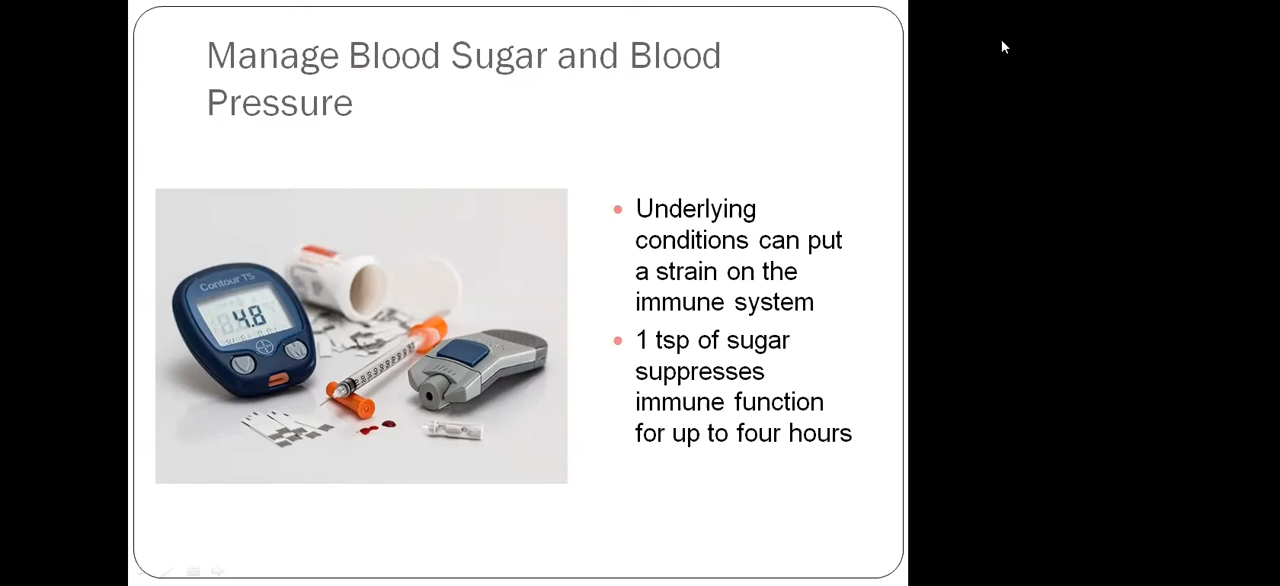 Manage Blood Sugar and Blood
Pressure
Underlying
conditions can put
a strain on the
immune system
1 tsp of sugar
suppresses
immune function
for up to four hours
Contour TS
4.8